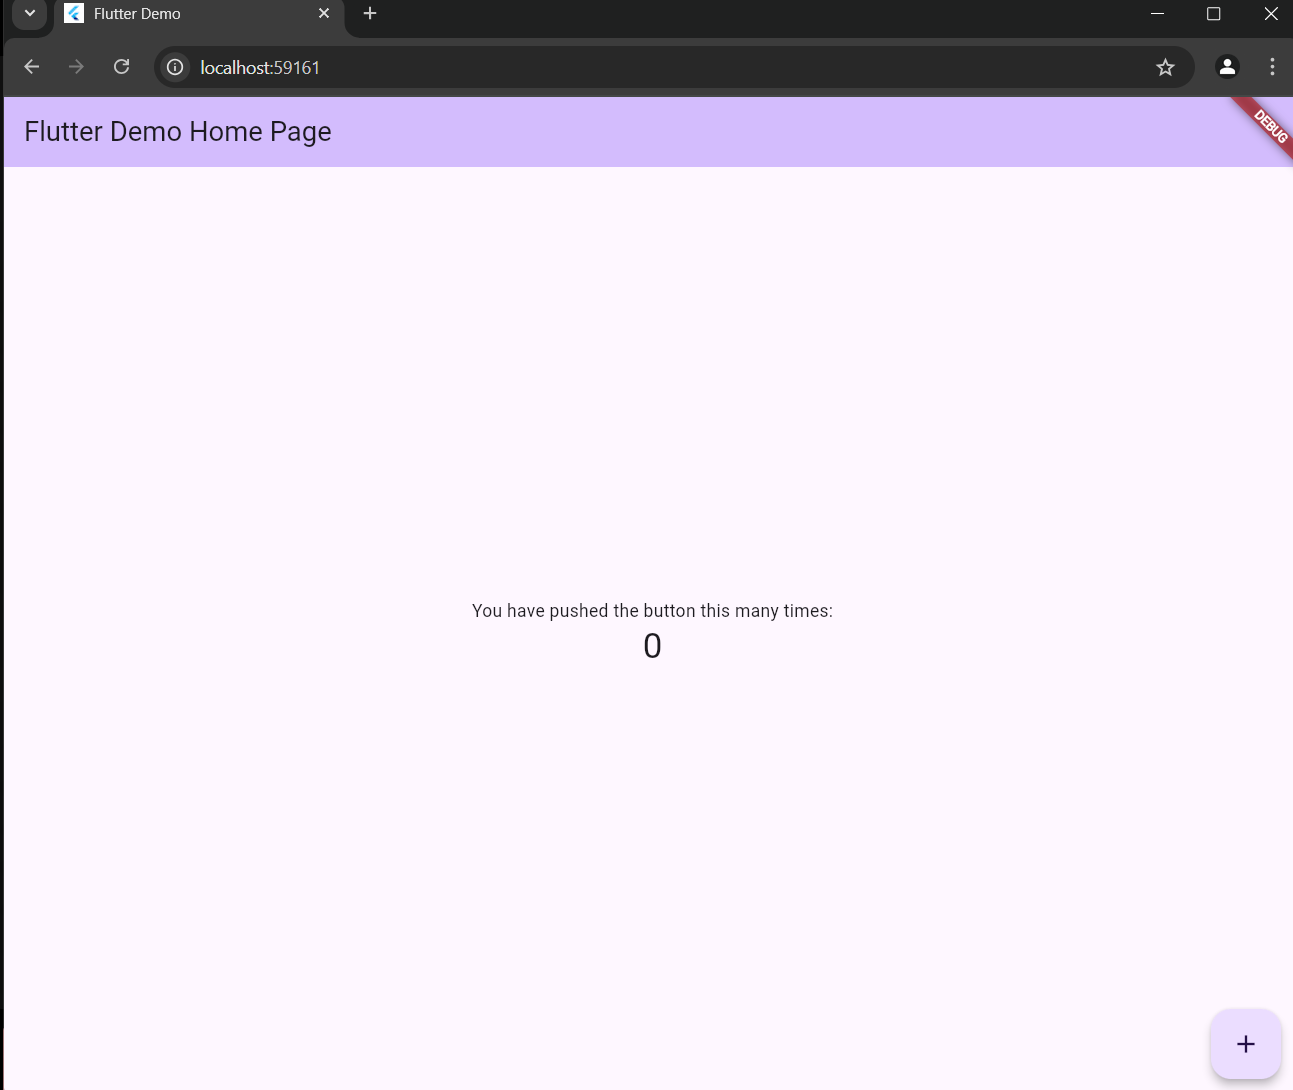 Flutter Demo
localhost:59161
Flutter Demo Home Page
DEBUG
You have pushed the button this many times:
0